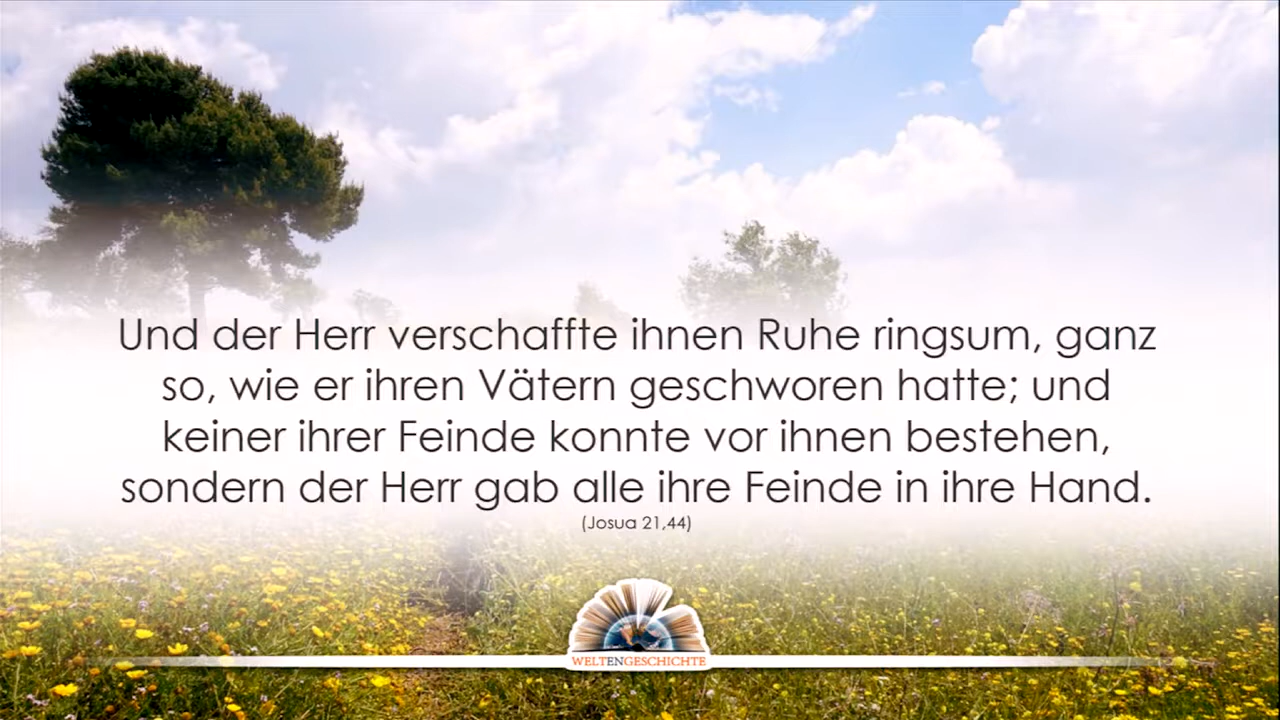 Und der Herr verschaffte ihnen Ruhe ringsum, ganz
so, wie er ihren Vätern geschworen hatte; und
keiner ihrer Feinde konnte vor ihnen bestehen,
sondern der Herr gab alle ihre Feinde in ihre Hand.
(Josua 21,44)
WELTENGESCHICHTE